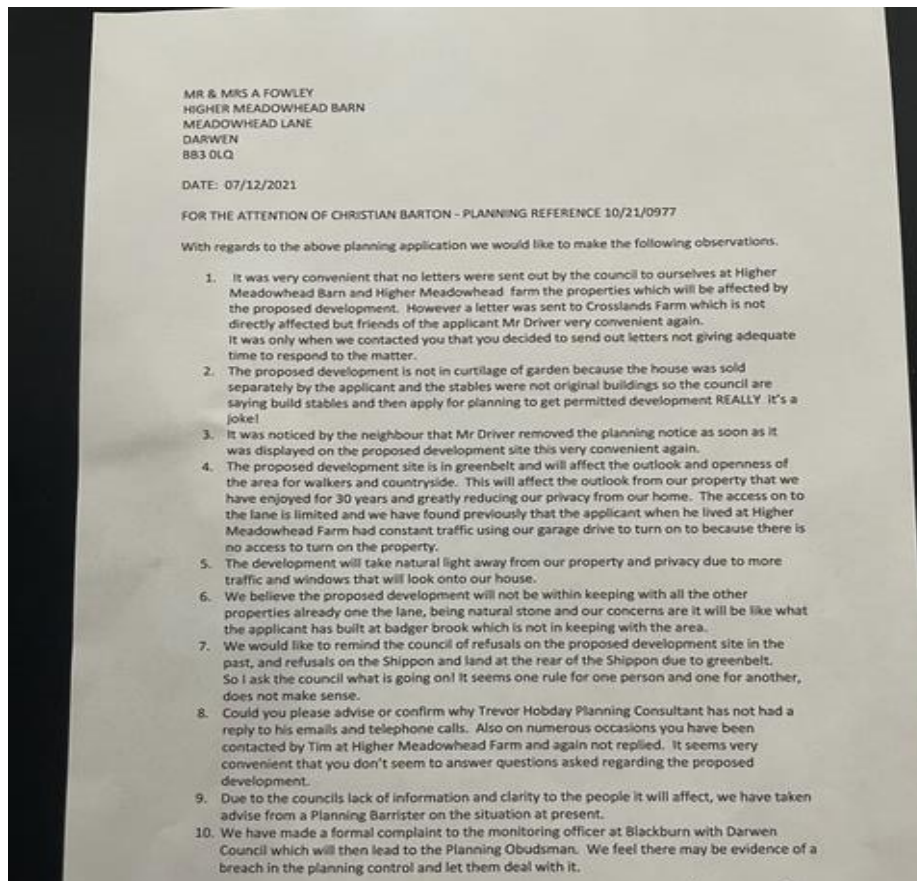 MR & MRS A FOWLEY
HIGHER MEADOWHEAD BARN
MEADOWHEAD LANE
DARWEN
BB3 0LQ
DATE: 07/12/2021
FOR THE ATTENTION OF CHRISTIAN BARTON - PLANNING REFERENCE 10/21/0977
With regards to the above planning application we would like to make the following observations.
1. It was very convenient that no letters were sent out by the council to ourselves at Higher
Meadowhead Barn and Higher Meadowhead farm the properties which will be affected by
the proposed development. However a letter was sent to Crosslands Farm which is not
directly affected but friends of the applicant Mr Driver very convenient again.
It was only when we contacted you that you decided to send out letters not giving adequate
time to respond to the matter.
2. The proposed development is not in curtilage of garden because the house was sold
separately by the applicant and the stables were not original buildings so the council are
saying build stables and then apply for planning to get permitted development REALLY it's a
joke!
3. It was noticed by the neighbour that Mr Driver removed the planning notice as soon as it
was displayed on the proposed development site this very convenient again.
4. The proposed development site is in greenbelt and will affect the outlook and openness of
the area for walkers and countryside. This will affect the outlook from our property that we
have enjoyed for 30 years and greatly reducing our privacy from our home. The access on to
the lane is limited and we have found previously that the applicant when he lived at Higher
Meadowhead Farm had constant traffic using our garage drive to turn on to because there is
no access to turn on the property.
5. The development will take natural light away from our property and privacy due to more
traffic and windows that will look onto our house.
6. We believe the proposed development will not be within keeping with all the other
properties already one the lane, being natural stone and our concerns are it will be like what
the applicant has built at badger brook which is not in keeping with the area.
7. We would like to remind the council of refusals on the proposed development site in the
past, and refusals on the Shippon and land at the rear of the Shippon due to greenbelt.
So I ask the council what is going on! It seems one rule for one person and one for another,
does not make sense.
8. Could you please advise or confirm why Trevor Hobday Planning Consultant has not had a
reply to his emails and telephone calls. Also on numerous occasions you have been
contacted by Tim at Higher Meadowhead Farm and again not replied. It seems very
convenient that you don't seem to answer questions asked regarding the proposed
development.
9. Due to the councils lack of information and clarity to the people it will affect, we have taken
advise from a Planning Barrister on the situation at present.
10. We have made a formal complaint to the monitoring officer at Blackburn with Darwen
Council which will then lead to the Planning Obudsman. We feel there may be evidence of a
breach in the planning control and let them deal with it.